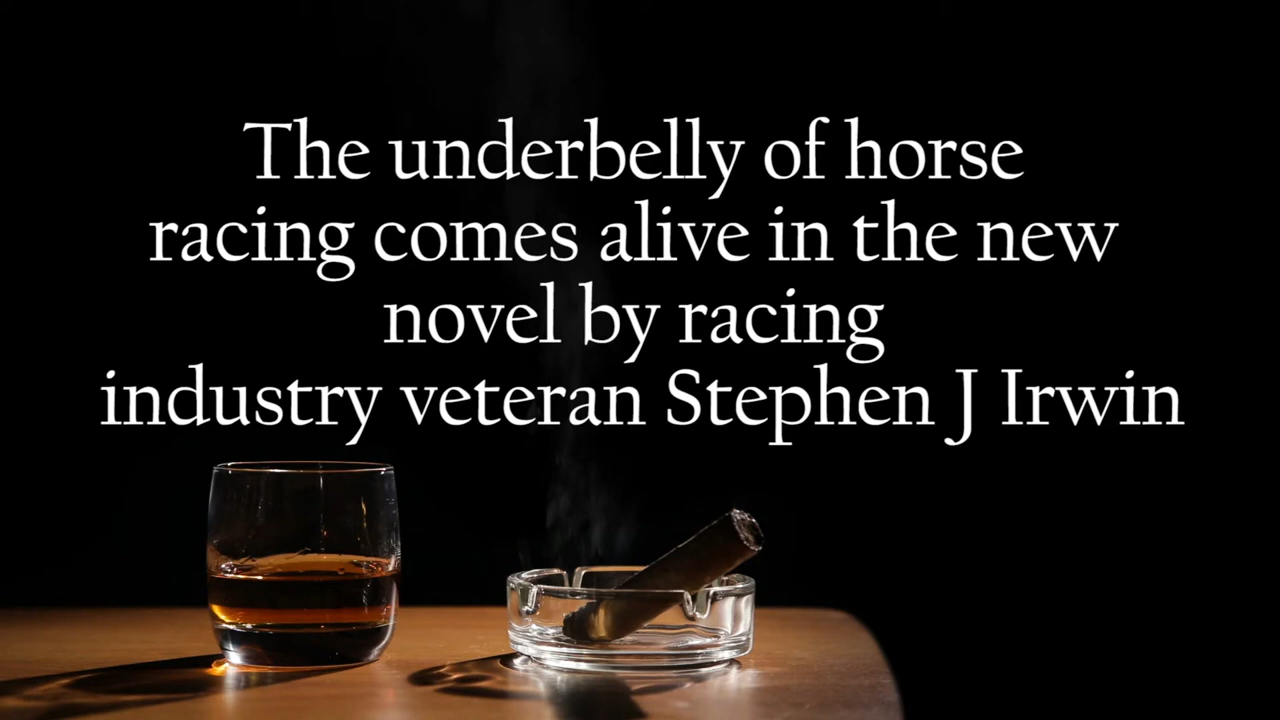 The underbelly of horse
racing comes alive in the new
novel by racing
industry veteran Stephen J Irwin